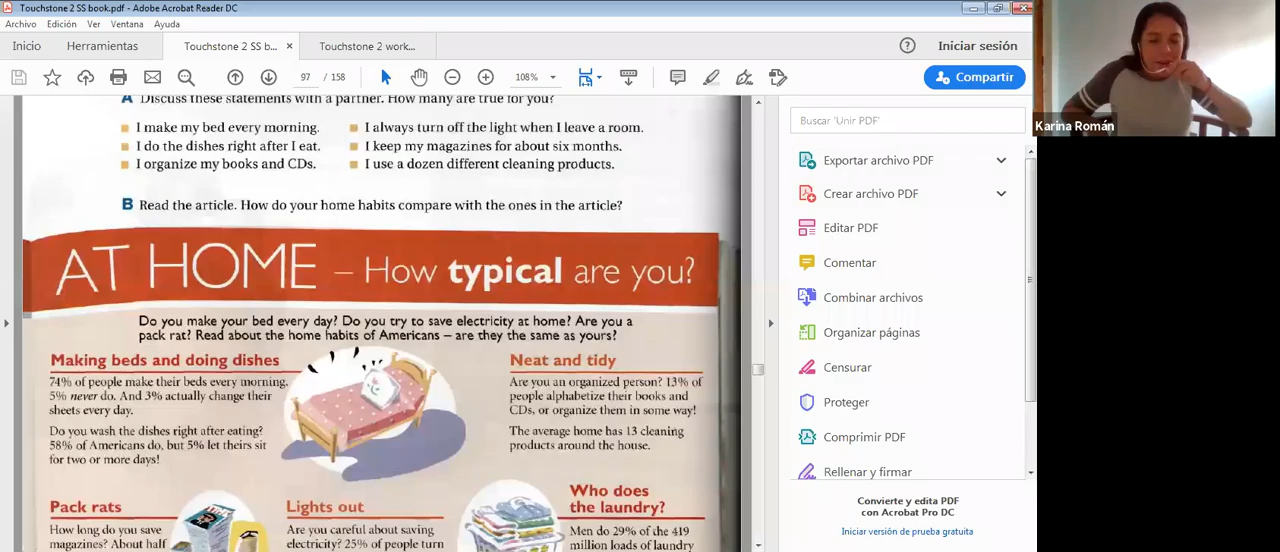 Touchstone 2 SS book.pdf - Adobe Acrobat Reader DC
Archivo Edición Ver Ventana Ayuda
Inicio Herramientas Touchstone 2 SS b... × Touchstone 2 work... Iniciar sesión
97 / 158 108% Compartir
A Discuss these statements with a partner. How many are true for you?
I make my bed every morning.
I do the dishes right after I eat.
I organize my books and CDs.
I always turn off the light when I leave a room.
I keep my magazines for about six months.
I use a dozen different cleaning products.
B Read the article. How do your home habits compare with the ones in the article?
AT HOME – How typical are you?
Do you make your bed every day? Do you try to save electricity at home? Are you a
pack rat? Read about the home habits of Americans – are they the same as yours?
Making beds and doing dishes
74% of people make their beds every morning.
5% never do. And 3% actually change their
sheets every day.
Do you wash the dishes right after eating?
58% of Americans do, but 5% let theirs sit
for two or more days!
Neat and tidy
Are you an organized person? 13% of
people alphabetize their books and
CDs, or organize them in some way!
The average home has 13 cleaning
products around the house.
Pack rats
How long do you save
magazines? About half
Lights out
Are you careful about saving
electricity? 25% of people turn
Who does
the laundry?
Men do 29% of the 419
million loads of laundry
Buscar 'Unir PDF'
Exportar archivo PDF
Crear archivo PDF
Editar PDF
Comentar
Combinar archivos
Organizar páginas
Censurar
Proteger
Comprimir PDF
Rellenar y firmar
Convierte y edita PDF
con Acrobat Pro DC
Iniciar versión de prueba gratuita
Karina Román